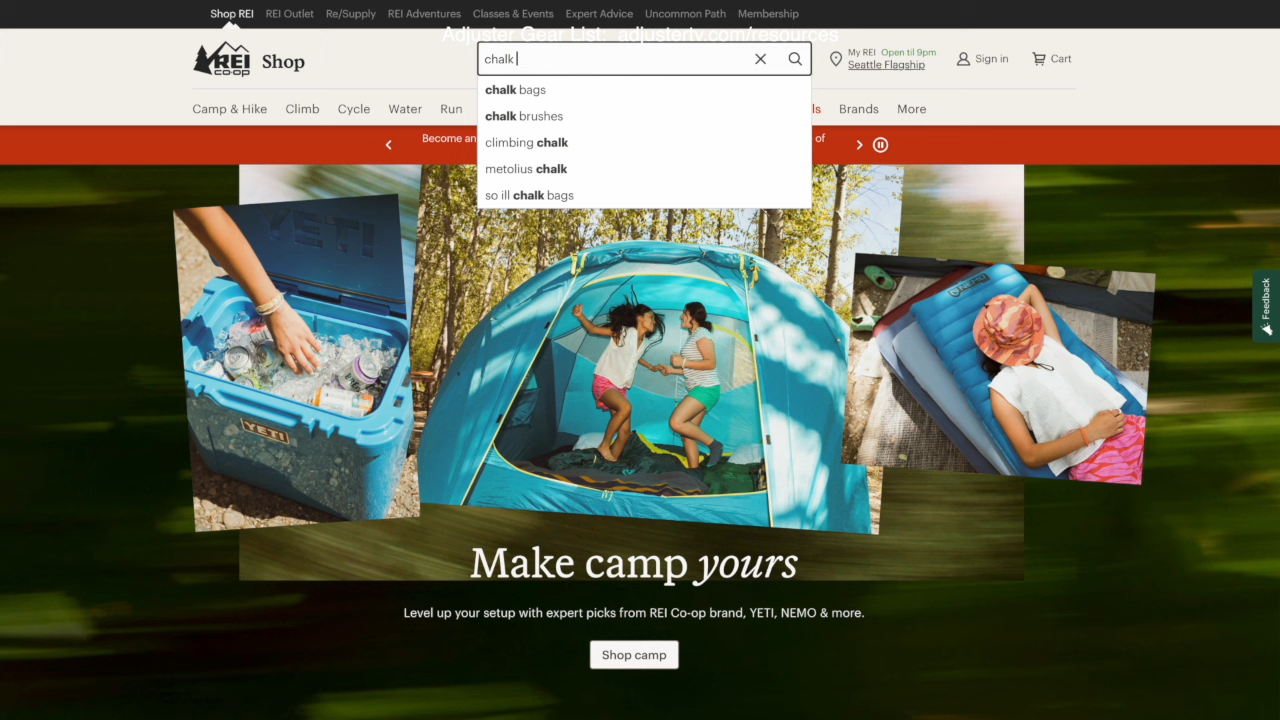 Shop REI REI Outlet Re/Supply REI Adventures Classes & Events Expert Advice Uncommon Path Membership
Adjuster Gear List: adjustertv.com/resources
REI CO-OP Shop
chalk
My REI Open til 9pm
Seattle Flagship
Sign in
Cart
Camp & Hike Climb Cycle Water Run
ls Brands More
chalk bags
chalk brushes
climbing chalk
metolius chalk
so ill chalk bags
Become an
of
YETI
YETI
NEMO
Feedback
Make camp yours
Level up your setup with expert picks from REI Co-op brand, YETI, NEMO & more.
Shop camp